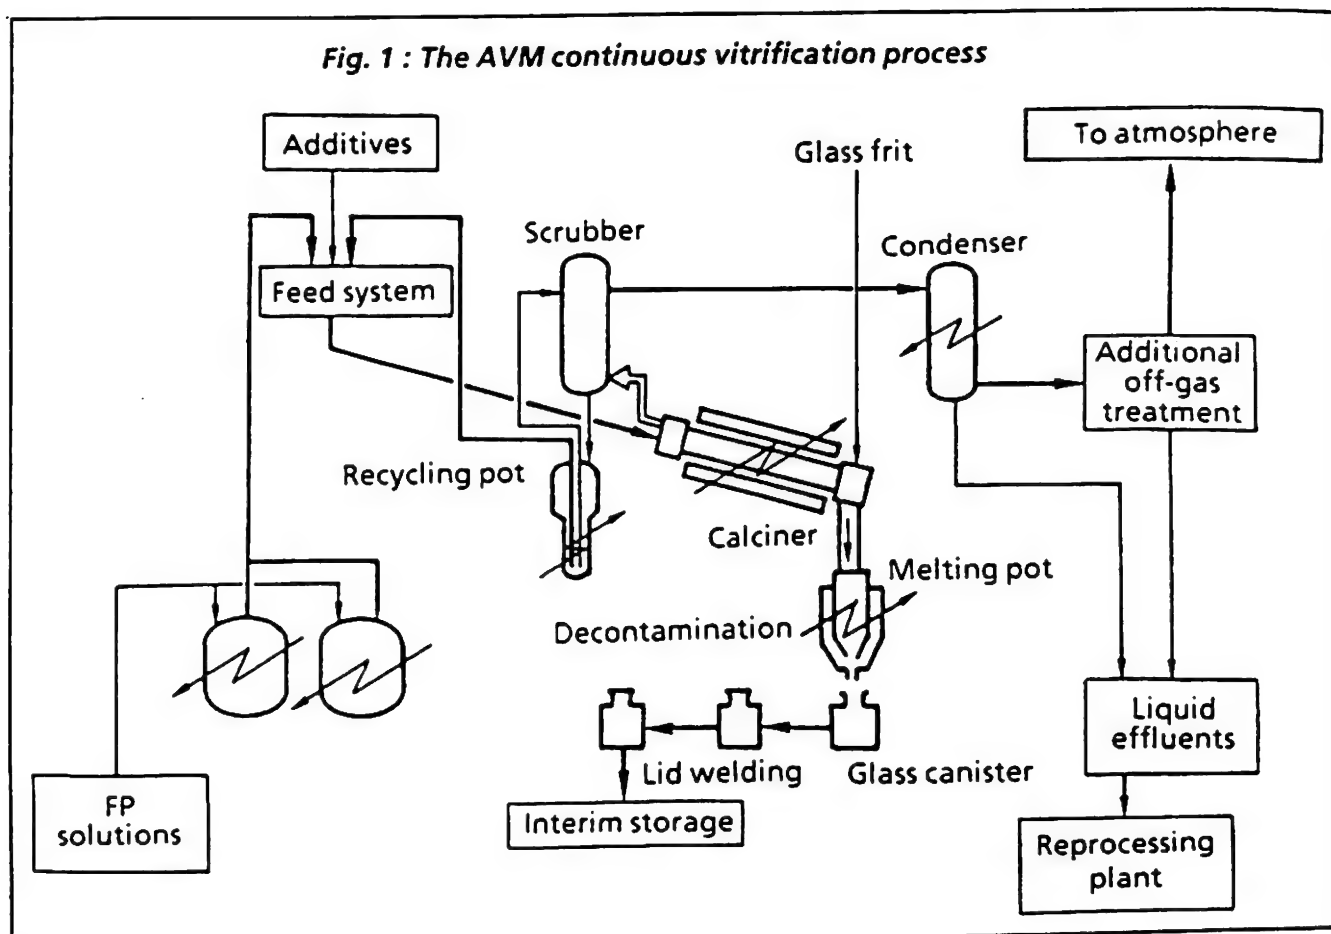 Fig. 1 : The AVM continuous vitrification process
Additives
To atmosphere
Glass frit
Scrubber
Condenser
Feed system
Additional
off-gas
treatment
Recycling pot
Calciner
Melting pot
Decontamination
Liquid
effluents
Lid welding
Glass canister
FP
solutions
Interim storage
Reprocessing
plant